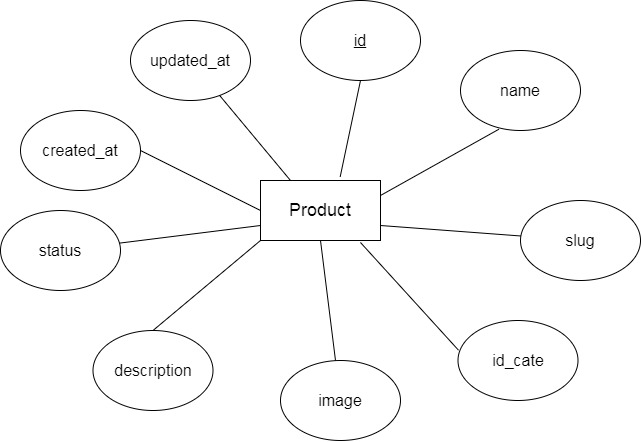 id
updated_at
name
created_at
Product
slug
status
id_cate
description
image